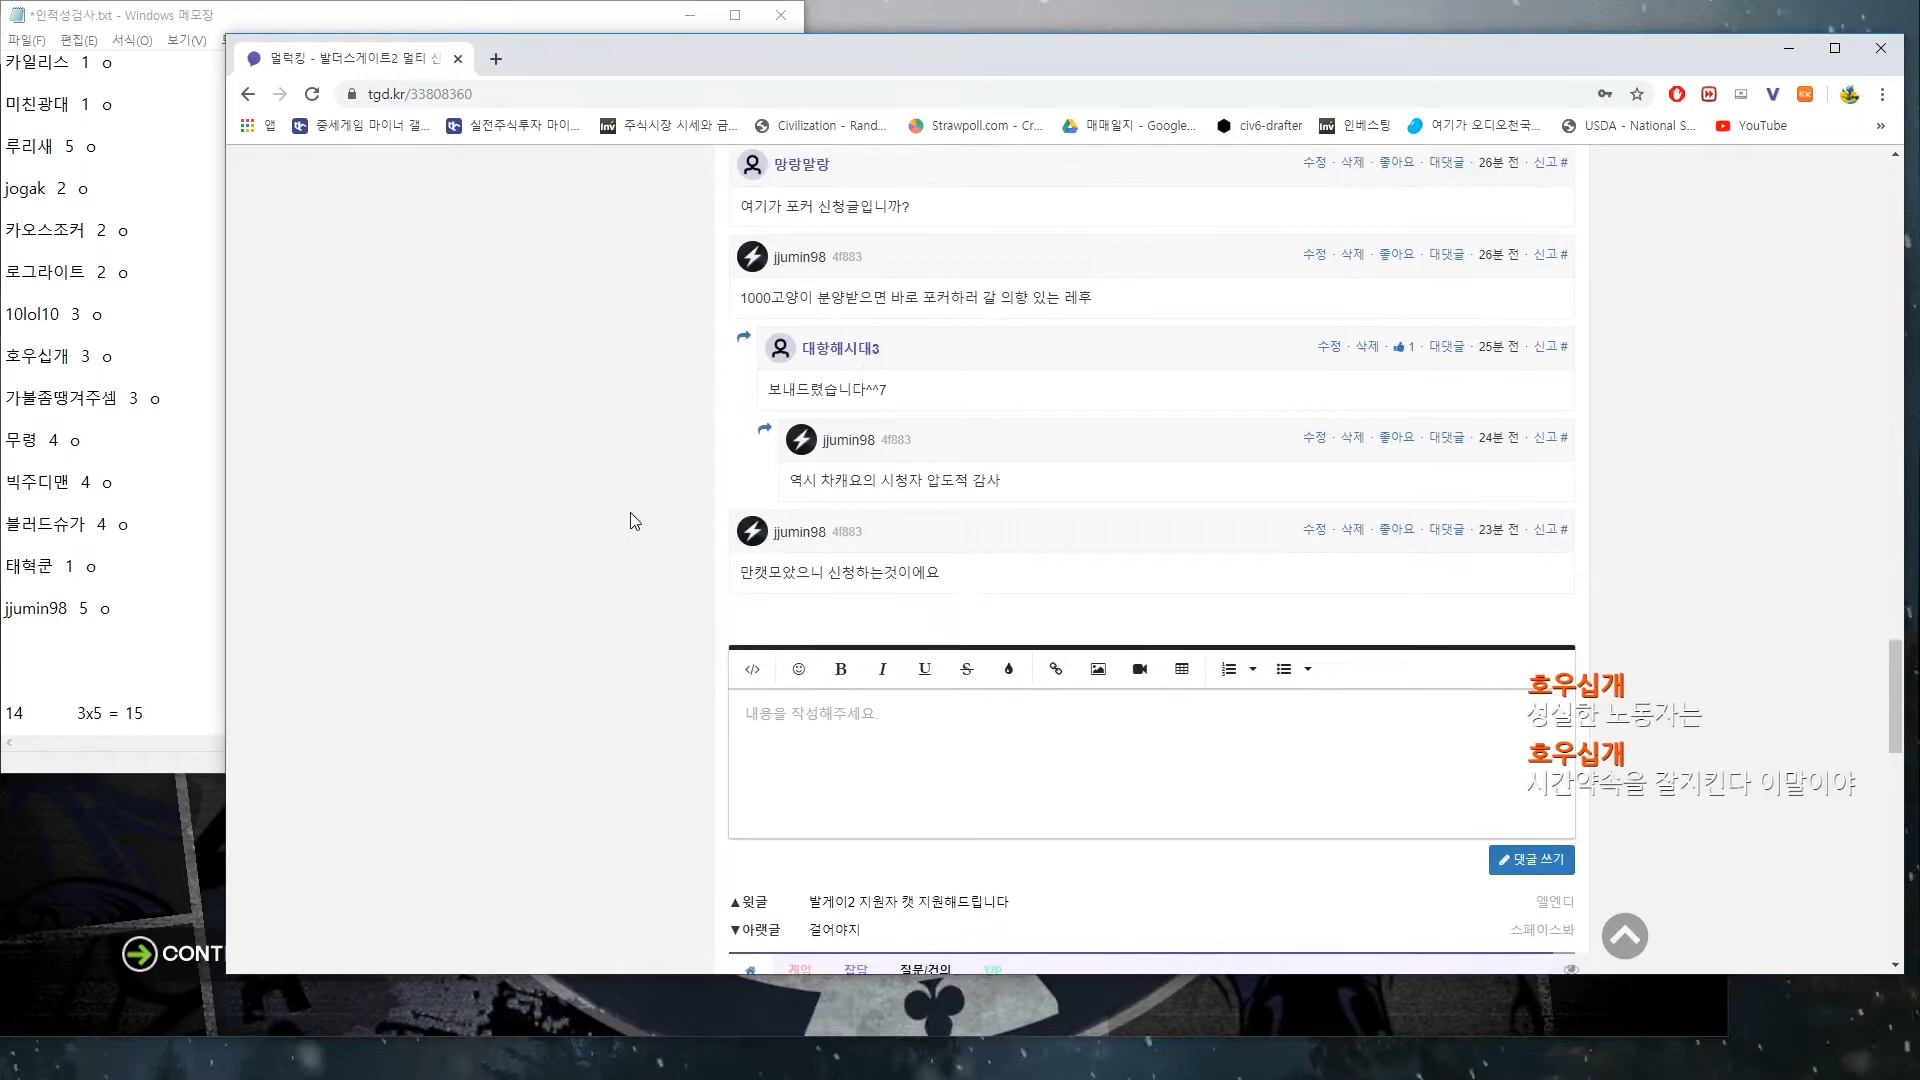 *인적성검사.txt - Windows 메모장
파일(F) 편집(E) 서식(O) 보기(V)
카일리스 1 o
미친광대 1 o
루리새 5 o
jogak 2 o
카오스조커 2 o
로그라이트 2 o
10lol10 3 o
호우십개 3 o
가불좀땡겨주셈 3 o
무령 4 o
빅주디맨 4 o
블러드슈가 4 o
태혁쿤 1 o
jjumin98 5 o
14 3x5 = 15
멀럭킹 - 발더스게이트2 멀티 신
tgd.kr/33808360
앱 중세게임 마이너 갤... 실전주식투자 마이... 주식시장 시세와 금... Civilization - Rand... Strawpoll.com - Cr... 매매일지 - Google... civ6-drafter 인베스팅 여기가 오디오천국... USDA - National S... YouTube »
망랑말랑 수정 · 삭제 · 좋아요 · 대댓글 · 26분 전 · 신고 #
여기가 포커 신청글입니까?
jjumin98 4f883 수정 · 삭제 · 좋아요 · 대댓글 · 26분 전 · 신고 #
1000고양이 분양받으면 바로 포커하러 갈 의향 있는 레후
대항해시대3 수정 · 삭제 · 1 · 대댓글 · 25분 전 · 신고 #
보내드렸습니다^^7
jjumin98 4f883 수정 · 삭제 · 좋아요 · 대댓글 · 24분 전 · 신고 #
역시 차캐요의 시청자 압도적 감사
jjumin98 4f883 수정 · 삭제 · 좋아요 · 대댓글 · 23분 전 · 신고 #
만캣모았으니 신청하는것이에요
내용을 작성해주세요.
호우십개
성실한 노동자는
호우십개
시간약속을 잘지킨다 이말이야
댓글 쓰기
▲윗글 발게이2 지원자 캣 지원해드립니다 엘엔디
▼아랫글 걸어야지 스페이스봐
게임 잡담 질문/건의
CONTI